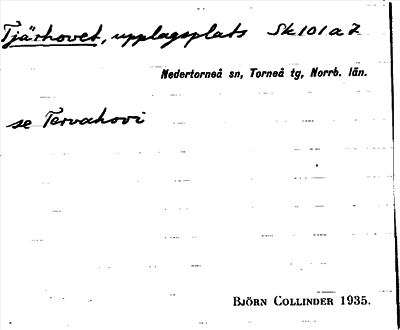 Tjärhovet, upplagsplats Sk101a7
Nedertorneå sn, Torneå tg, Norrb. län.
se Tervahovi
BJÖRN COLLINDER 1935.